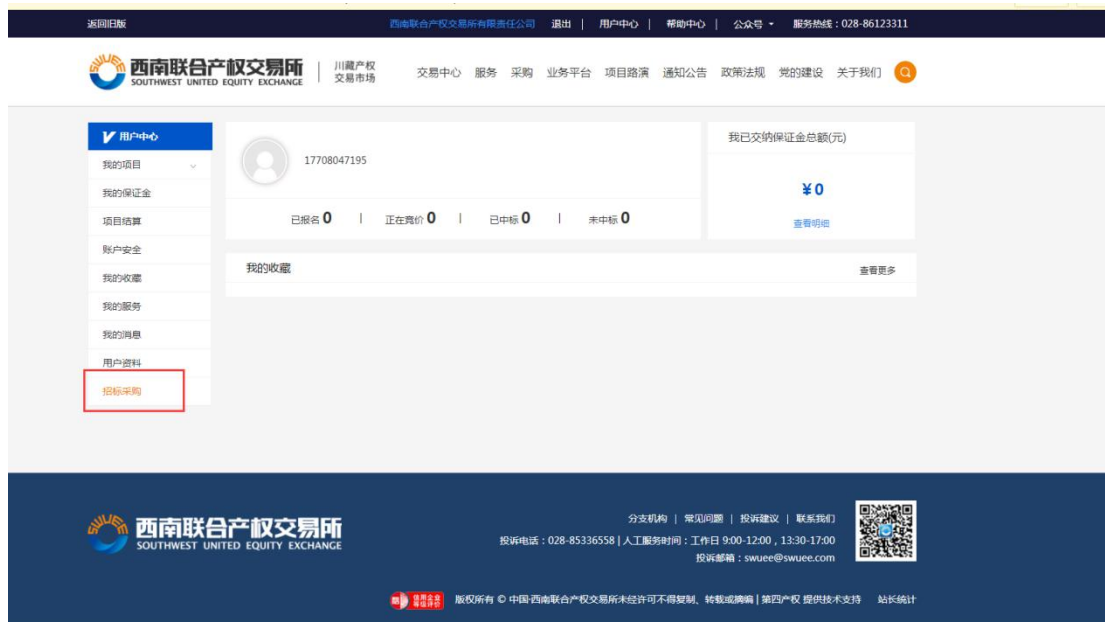 返回旧版 西南联合产权交易所有限责任公司 退出 | 用户中心 | 帮助中心 | 公众号 服务热线：028-86123311
西南联合产权交易所 川藏产权
SOUTHWEST UNITED EQUITY EXCHANGE 交易市场
交易中心 服务 采购 业务平台 项目路演 通知公告 政策法规 党的建设 关于我们
用户中心
我的项目
我的保证金
项目结算
账户安全
我的收藏
我的服务
我的消息
用户资料
招标采购
17708047195
已报名 0 | 正在竞价 0 | 已中标 0 | 未中标 0
我已交纳保证金总额(元)
¥0
查看明细
我的收藏 查看更多
西南联合产权交易所
SOUTHWEST UNITED EQUITY EXCHANGE
分支机构 | 常见问题 | 投诉建议 | 联系我们
投诉电话：028-85336558 | 人工服务时间：工作日 9:00-12:00，13:30-17:00
投诉邮箱：swuee@swuee.com
信用企业
等级评价
版权所有 © 中国·西南联合产权交易所未经许可不得复制、转载或摘编 | 第四产权 提供技术支持 站长统计